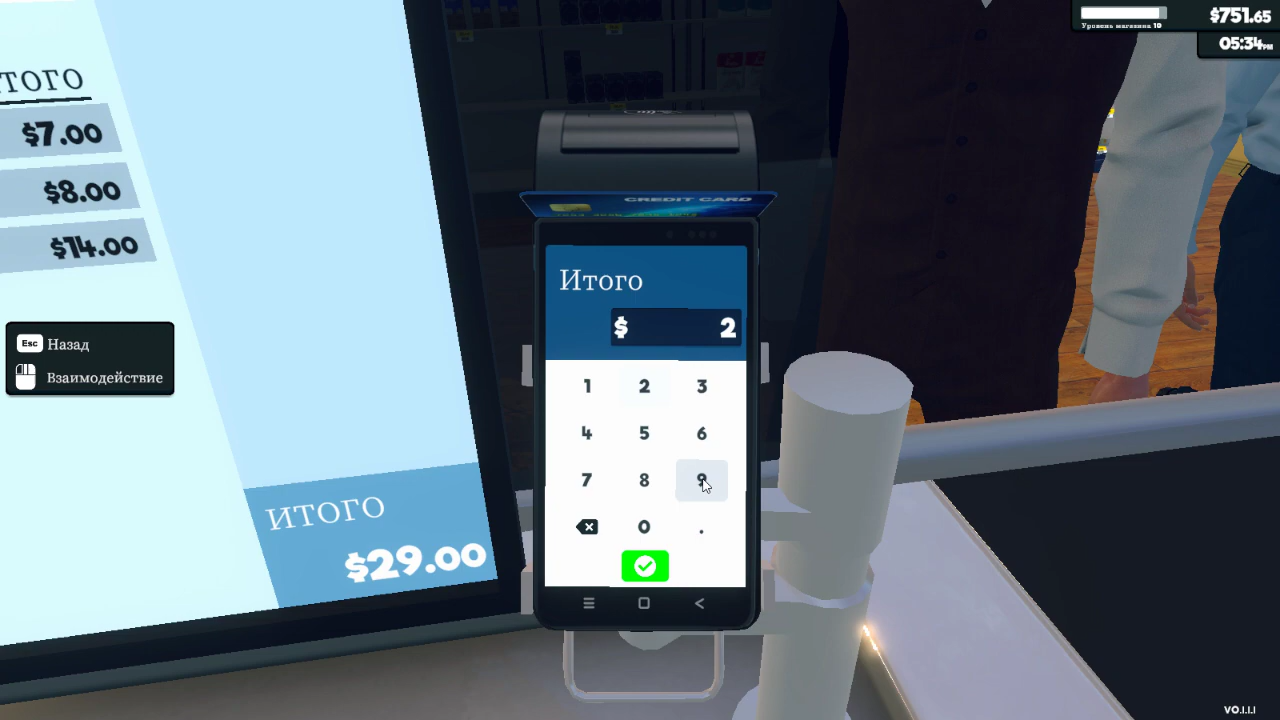 ТОГО
$7.00
$8.00
$14.00
Esc Назад
Взаимодействие
ИТОГО
$29.00
CREDIT CARD
Итого
$ 2
1 2 3
4 5 6
7 8 9
0 .
$751.65
Уровень магазина 10
05:34PM
V0.1.1.1